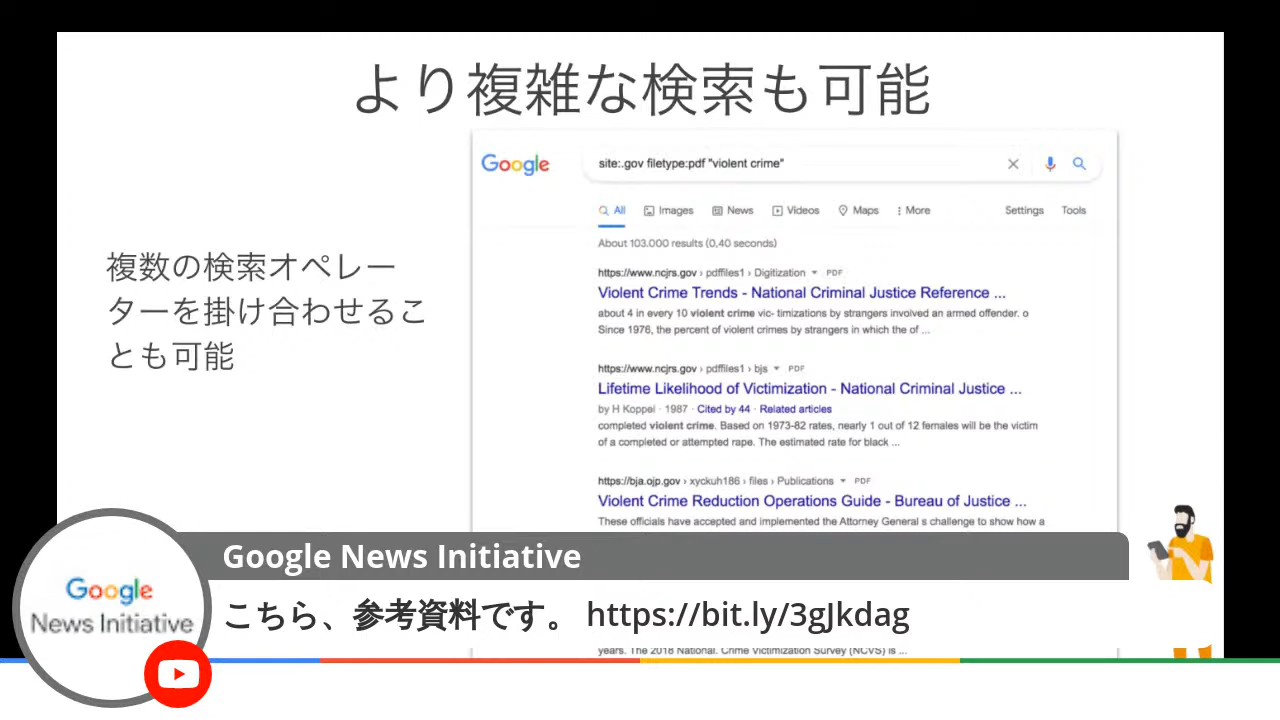 より複雑な検索も可能
複数の検索オペレー
ターを掛け合わせるこ
とも可能
Google
site:.gov filetype:pdf "violent crime"
All Images News Videos Maps More Settings Tools
About 103.000 results (0,40 seconds)
https://www.ncjrs.gov › pdffiles1 › Digitization PDF
Violent Crime Trends - National Criminal Justice Reference ...
about 4 in every 10 violent crime vic- timizations by strangers involved an armed offender. o
Since 1976, the percent of violent crimes by strangers in which the of ...
https://www.ncjrs.gov › pdffiles1 › bjs PDF
Lifetime Likelihood of Victimization - National Criminal Justice ...
by H Koppel · 1987 · Cited by 44 · Related articles
completed violent crime. Based on 1973-82 rates, nearly 1 out of 12 females will be the victim
of a completed or attempted rape. The estimated rate for black ...
https://bja.ojp.gov › xyckuh186 › files › Publications PDF
Violent Crime Reduction Operations Guide - Bureau of Justice ...
These officials have accepted and implemented the Attorney General s challenge to show how a
Google News Initiative
こちら、参考資料です。 https://bit.ly/3gJkdag
Google
News Initiative
years. The 2018 National. Crime Victimization Survey (NCVS) is ...